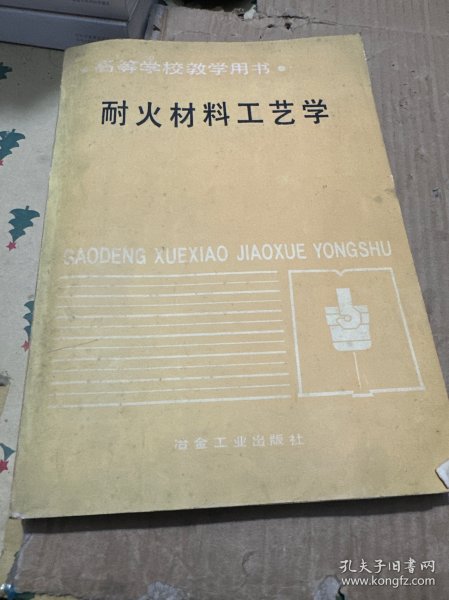 高等学校教学用书
耐火材料工艺学
GAODENG XUEXIAO JIAOXUE YONGSHU
冶金工业出版社
孔夫子旧书网
www.kongfz.com